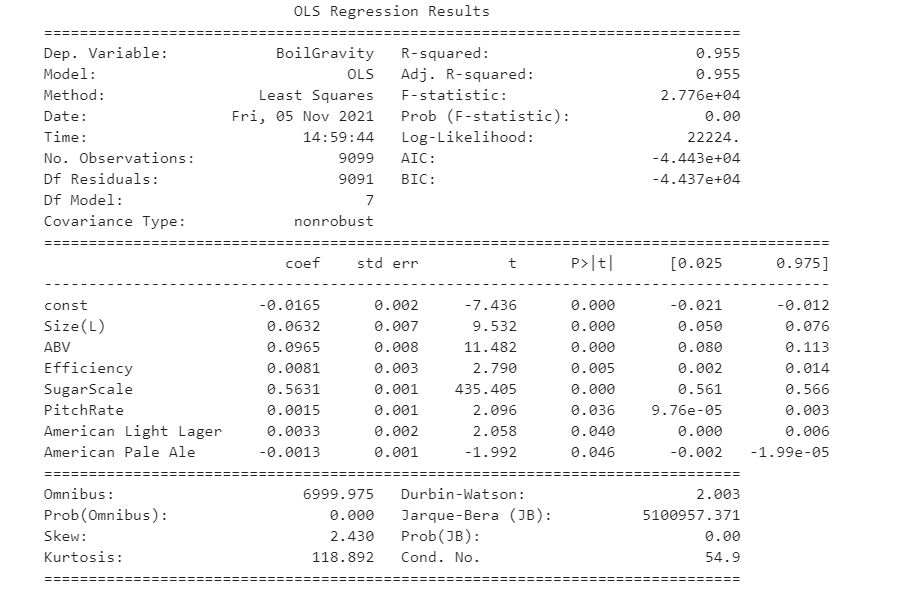 OLS Regression Results
==============================================================================
Dep. Variable:            BoilGravity   R-squared:                       0.955
Model:                            OLS   Adj. R-squared:                  0.955
Method:                 Least Squares   F-statistic:                 2.776e+04
Date:                Fri, 05 Nov 2021   Prob (F-statistic):               0.00
Time:                        14:59:44   Log-Likelihood:                 22224.
No. Observations:                9099   AIC:                        -4.443e+04
Df Residuals:                    9091   BIC:                        -4.437e+04
Df Model:                           7
Covariance Type:            nonrobust
========================================================================================
coef    std err          t      P>|t|      [0.025      0.975]
----------------------------------------------------------------------------------------
const                   -0.0165      0.002     -7.436      0.000      -0.021      -0.012
Size(L)                  0.0632      0.007      9.532      0.000       0.050       0.076
ABV                      0.0965      0.008     11.482      0.000       0.080       0.113
Efficiency               0.0081      0.003      2.790      0.005       0.002       0.014
SugarScale               0.5631      0.001    435.405      0.000       0.561       0.566
PitchRate                0.0015      0.001      2.096      0.036    9.76e-05       0.003
American Light Lager     0.0033      0.002      2.058      0.040       0.000       0.006
American Pale Ale       -0.0013      0.001     -1.992      0.046      -0.002   -1.99e-05
==============================================================================
Omnibus:                     6999.975   Durbin-Watson:                   2.003
Prob(Omnibus):                  0.000   Jarque-Bera (JB):          5100957.371
Skew:                           2.430   Prob(JB):                         0.00
Kurtosis:                     118.892   Cond. No.                         54.9
==============================================================================